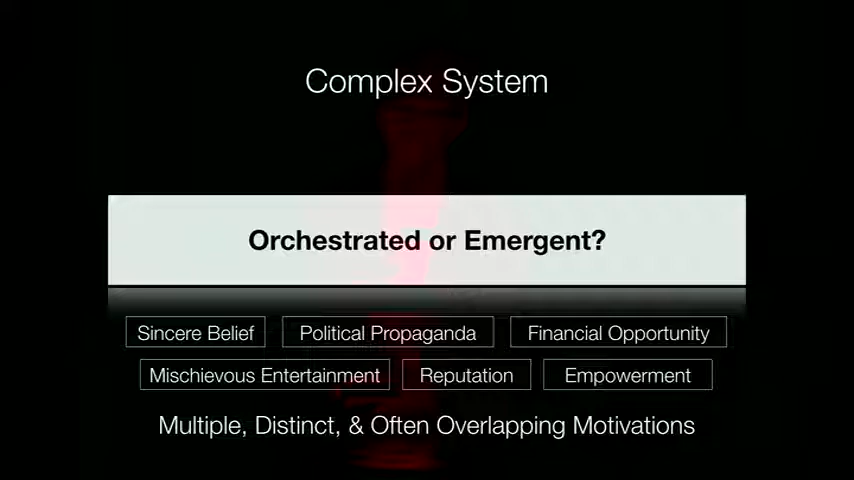 Complex System
Orchestrated or Emergent?
Sincere Belief Political Propaganda Financial Opportunity
Mischievous Entertainment Reputation Empowerment
Multiple, Distinct, & Often Overlapping Motivations